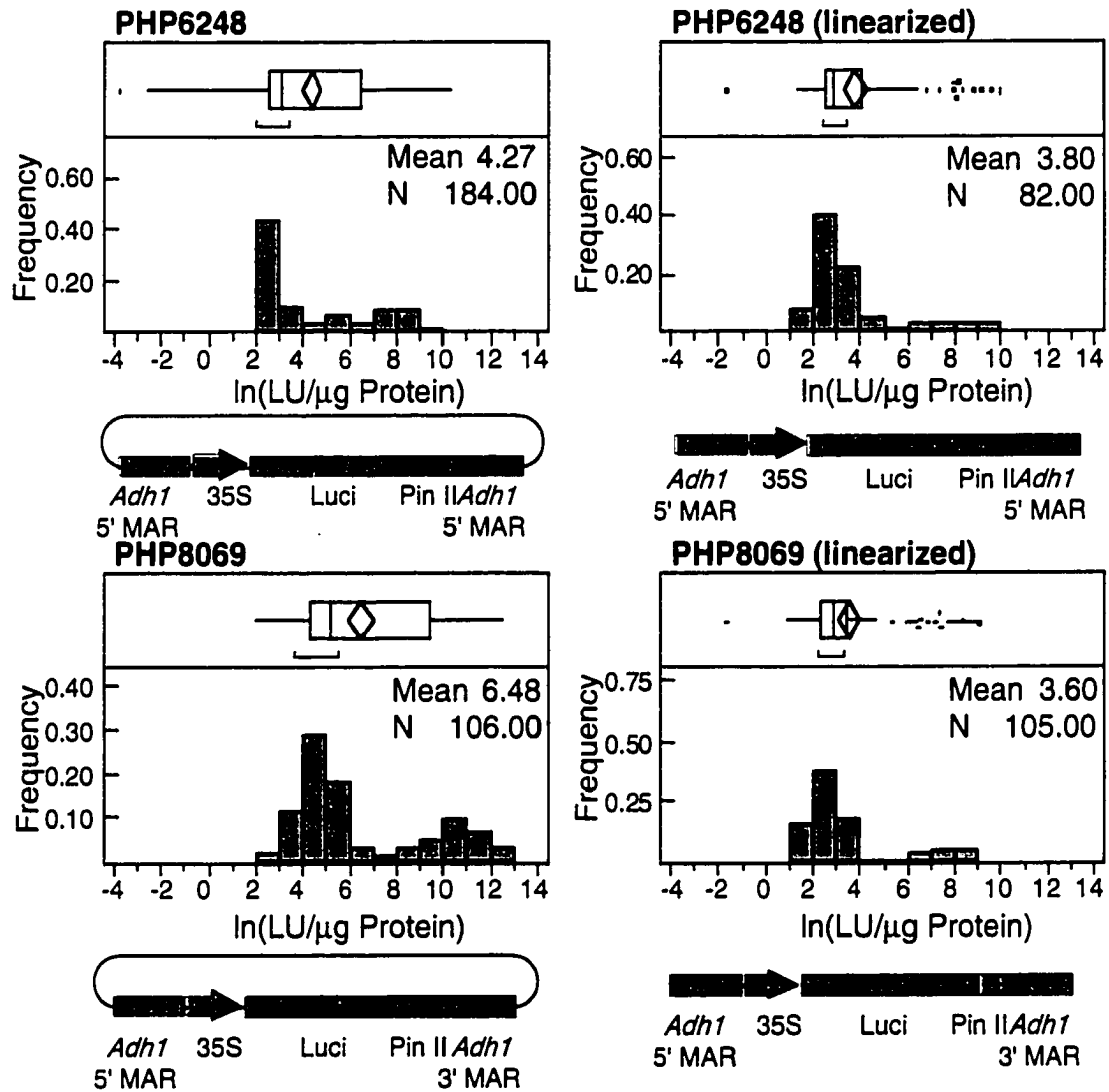 PHP6248
Mean 4.27
N 184.00
Frequency
0.60
0.40
0.20
-4 -2 0 2 4 6 8 10 12 14
ln(LU/μg Protein)
Adh1 35S Luci Pin II Adh1
5' MAR 5' MAR
PHP6248 (linearized)
Mean 3.80
N 82.00
Frequency
0.60
0.40
0.20
-4 -2 0 2 4 6 8 10 12 14
ln(LU/μg Protein)
Adh1 35S Luci Pin II Adh1
5' MAR 5' MAR
PHP8069
Mean 6.48
N 106.00
Frequency
0.40
0.30
0.20
0.10
-4 -2 0 2 4 6 8 10 12 14
ln(LU/μg Protein)
Adh1 35S Luci Pin II Adh1
5' MAR 3' MAR
PHP8069 (linearized)
Mean 3.60
N 105.00
Frequency
0.75
0.50
0.25
-4 -2 0 2 4 6 8 10 12 14
ln(LU/μg Protein)
Adh1 35S Luci Pin II Adh1
5' MAR 3' MAR